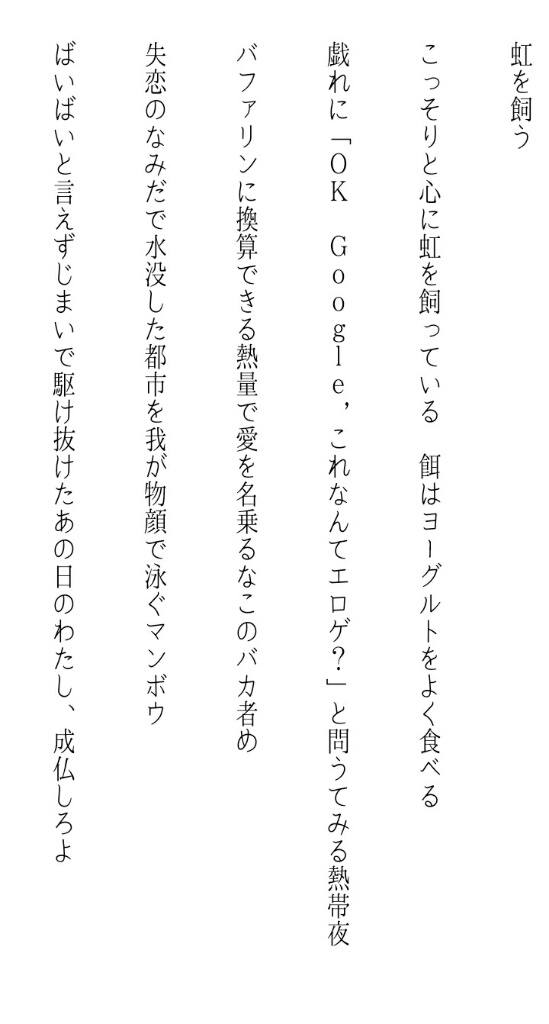 虹を飼う
こっそりと心に虹を飼っている　餌はヨーグルトをよく食べる
戯れに「OK　Google，これなんてエロゲ？」と問うてみる熱帯夜
バファリンに換算できる熱量で愛を名乗るなこのバカ者め
失恋のなみだで水没した都市を我が物顔で泳ぐマンボウ
ばいばいと言えずじまいで駆け抜けたあの日のわたし、成仏しろよ